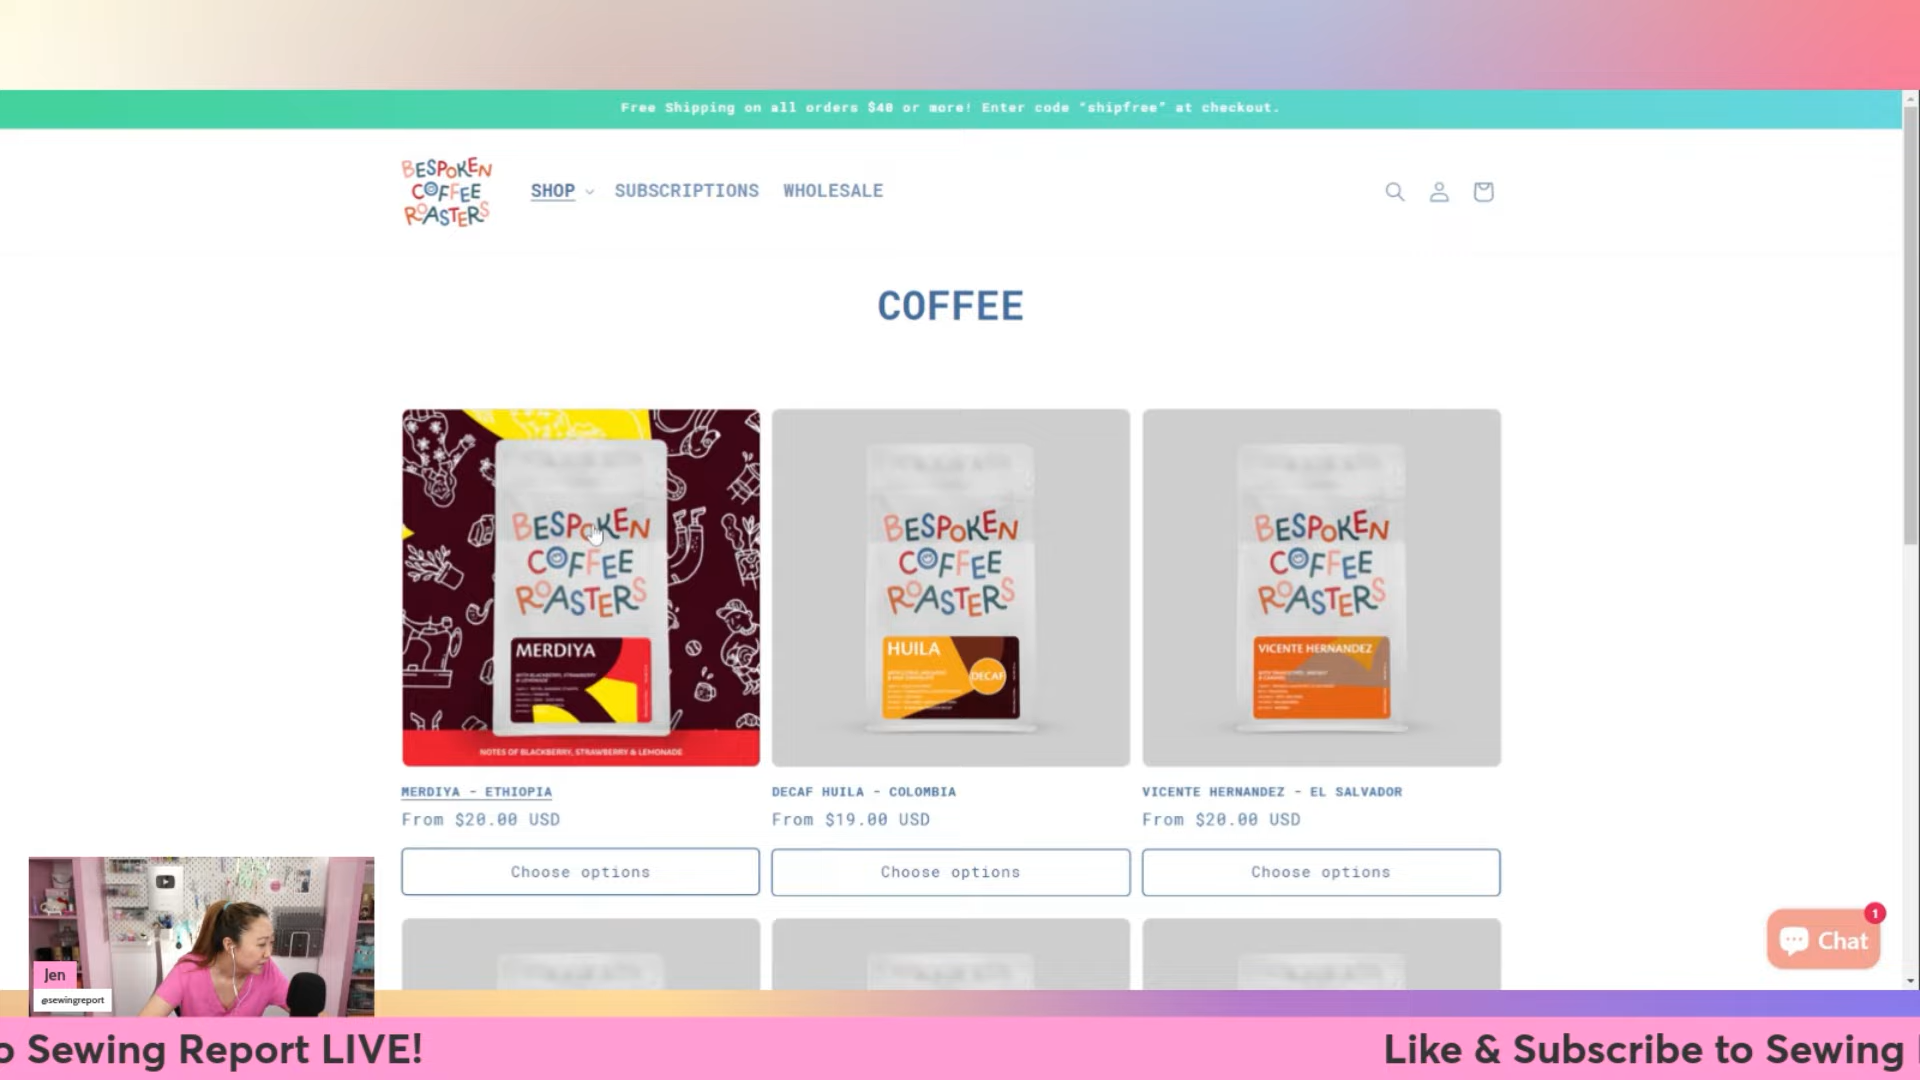 Free Shipping on all orders $40 or more! Enter code "shipfree" at checkout.
BESPOKEN
COFFEE
ROASTERS
SHOP
SUBSCRIPTIONS
WHOLESALE
COFFEE
BESPOKEN
COFFEE
ROASTERS
MERDIYA
WITH BLACKBERRY, STRAWBERRY
& LEMONADE
NOTES OF BLACKBERRY, STRAWBERRY & LEMONADE
BESPOKEN
COFFEE
ROASTERS
HUILA
DECAF
BESPOKEN
COFFEE
ROASTERS
VICENTE HERNANDEZ
MERDIYA - ETHIOPIA
From $20.00 USD
Choose options
DECAF HUILA - COLOMBIA
From $19.00 USD
Choose options
VICENTE HERNANDEZ - EL SALVADOR
From $20.00 USD
Choose options
1
Chat
Jen
@sewingreport
o Sewing Report LIVE!
Like & Subscribe to Sewing